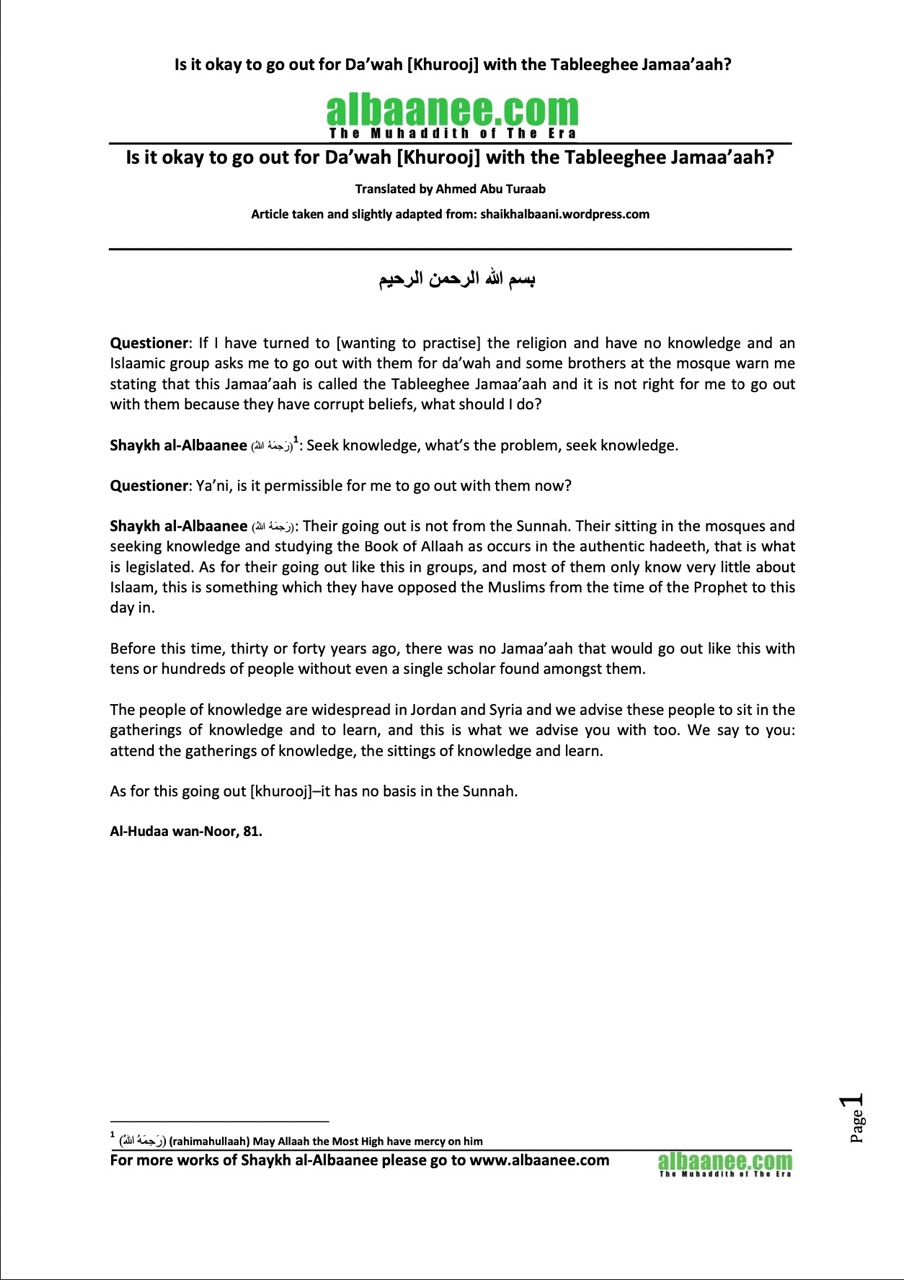 Is it okay to go out for Da’wah [Khurooj] with the Tableeghee Jamaa’aah?
albaanee.com
The Muhaddith of The Era
Is it okay to go out for Da’wah [Khurooj] with the Tableeghee Jamaa’aah?
Translated by Ahmed Abu Turaab
Article taken and slightly adapted from: shaikhalbaani.wordpress.com
بسم الله الرحمن الرحيم
Questioner: If I have turned to [wanting to practise] the religion and have no knowledge and an
Islaamic group asks me to go out with them for da’wah and some brothers at the mosque warn me
stating that this Jamaa’aah is called the Tableeghee Jamaa’aah and it is not right for me to go out
with them because they have corrupt beliefs, what should I do?
Shaykh al-Albaanee (رَحِمَهُ اللهُ)1: Seek knowledge, what’s the problem, seek knowledge.
Questioner: Ya’ni, is it permissible for me to go out with them now?
Shaykh al-Albaanee (رَحِمَهُ اللهُ): Their going out is not from the Sunnah. Their sitting in the mosques and
seeking knowledge and studying the Book of Allaah as occurs in the authentic hadeeth, that is what
is legislated. As for their going out like this in groups, and most of them only know very little about
Islaam, this is something which they have opposed the Muslims from the time of the Prophet to this
day in.
Before this time, thirty or forty years ago, there was no Jamaa’aah that would go out like this with
tens or hundreds of people without even a single scholar found amongst them.
The people of knowledge are widespread in Jordan and Syria and we advise these people to sit in the
gatherings of knowledge and to learn, and this is what we advise you with too. We say to you:
attend the gatherings of knowledge, the sittings of knowledge and learn.
As for this going out [khurooj]–it has no basis in the Sunnah.
Al-Hudaa wan-Noor, 81.
1 (رَحِمَهُ اللهُ) (rahimahullaah) May Allaah the Most High have mercy on him
For more works of Shaykh al-Albaanee please go to www.albaanee.com
albaanee.com
The Muhaddith of The Era
Page 1